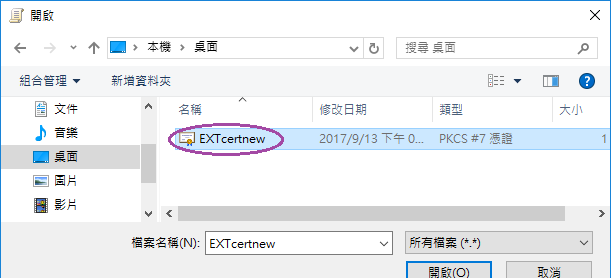 開啟
本機 桌面
搜尋 桌面
組合管理 新增資料夾
文件
音樂
桌面
圖片
影片
名稱 修改日期 類型 大小
EXTcertnew 2017/9/13 下午 0... PKCS #7 憑證 1
檔案名稱(N): EXTcertnew 所有檔案 (*.*)
開啟(O) 取消